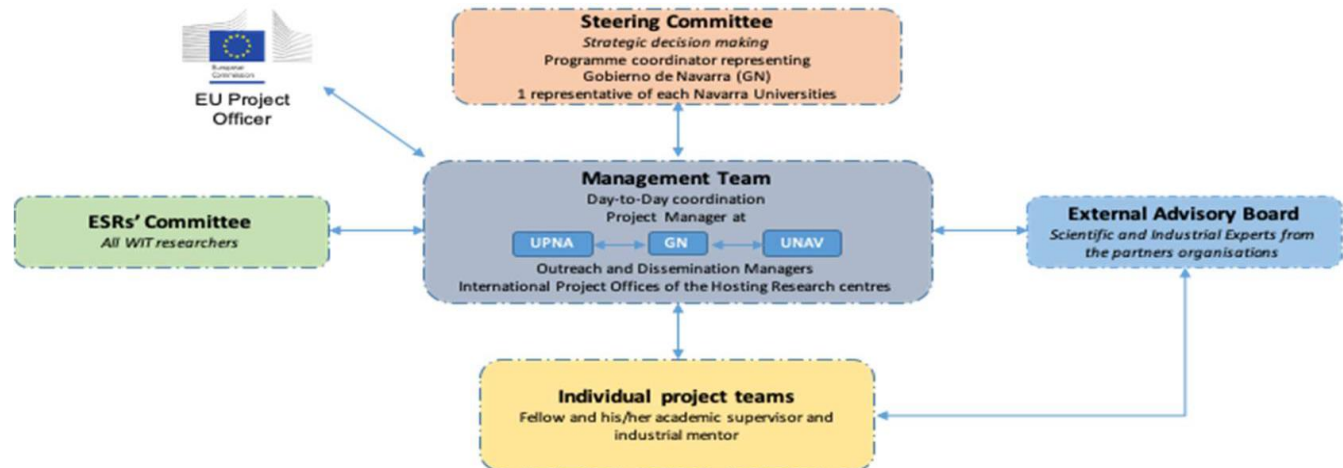 Steering Committee
Strategic decision making
Programme coordinator representing
Gobierno de Navarra (GN)
1 representative of each Navarra Universities
European
Commission
EU Project
Officer
Management Team
Day-to-Day coordination
Project Manager at
UPNA
GN
UNAV
Outreach and Dissemination Managers
International Project Offices of the Hosting Research centres
ESRs' Committee
All WIT researchers
External Advisory Board
Scientific and Industrial Experts from
the partners organisations
Individual project teams
Fellow and his/her academic supervisor and
industrial mentor